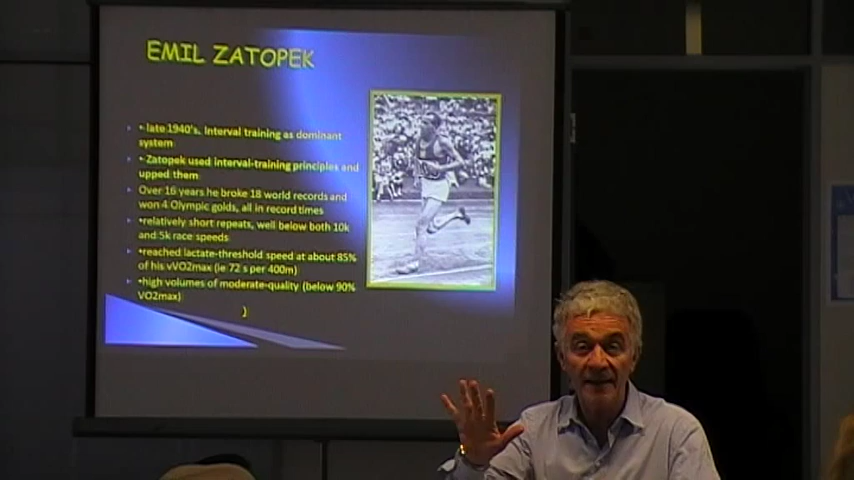 EMIL ZATOPEK
•late 1940's. Interval training as dominant
system
•Zatopek used interval-training principles and
upped them
Over 16 years he broke 18 world records and
won 4 Olympic golds, all in record times
•relatively short repeats, well below both 10k
and 5k race speeds
•reached lactate-threshold speed at about 85%
of his vVO2max (ie 72 s per 400m)
•high volumes of moderate-quality (below 90%
VO2max)
)